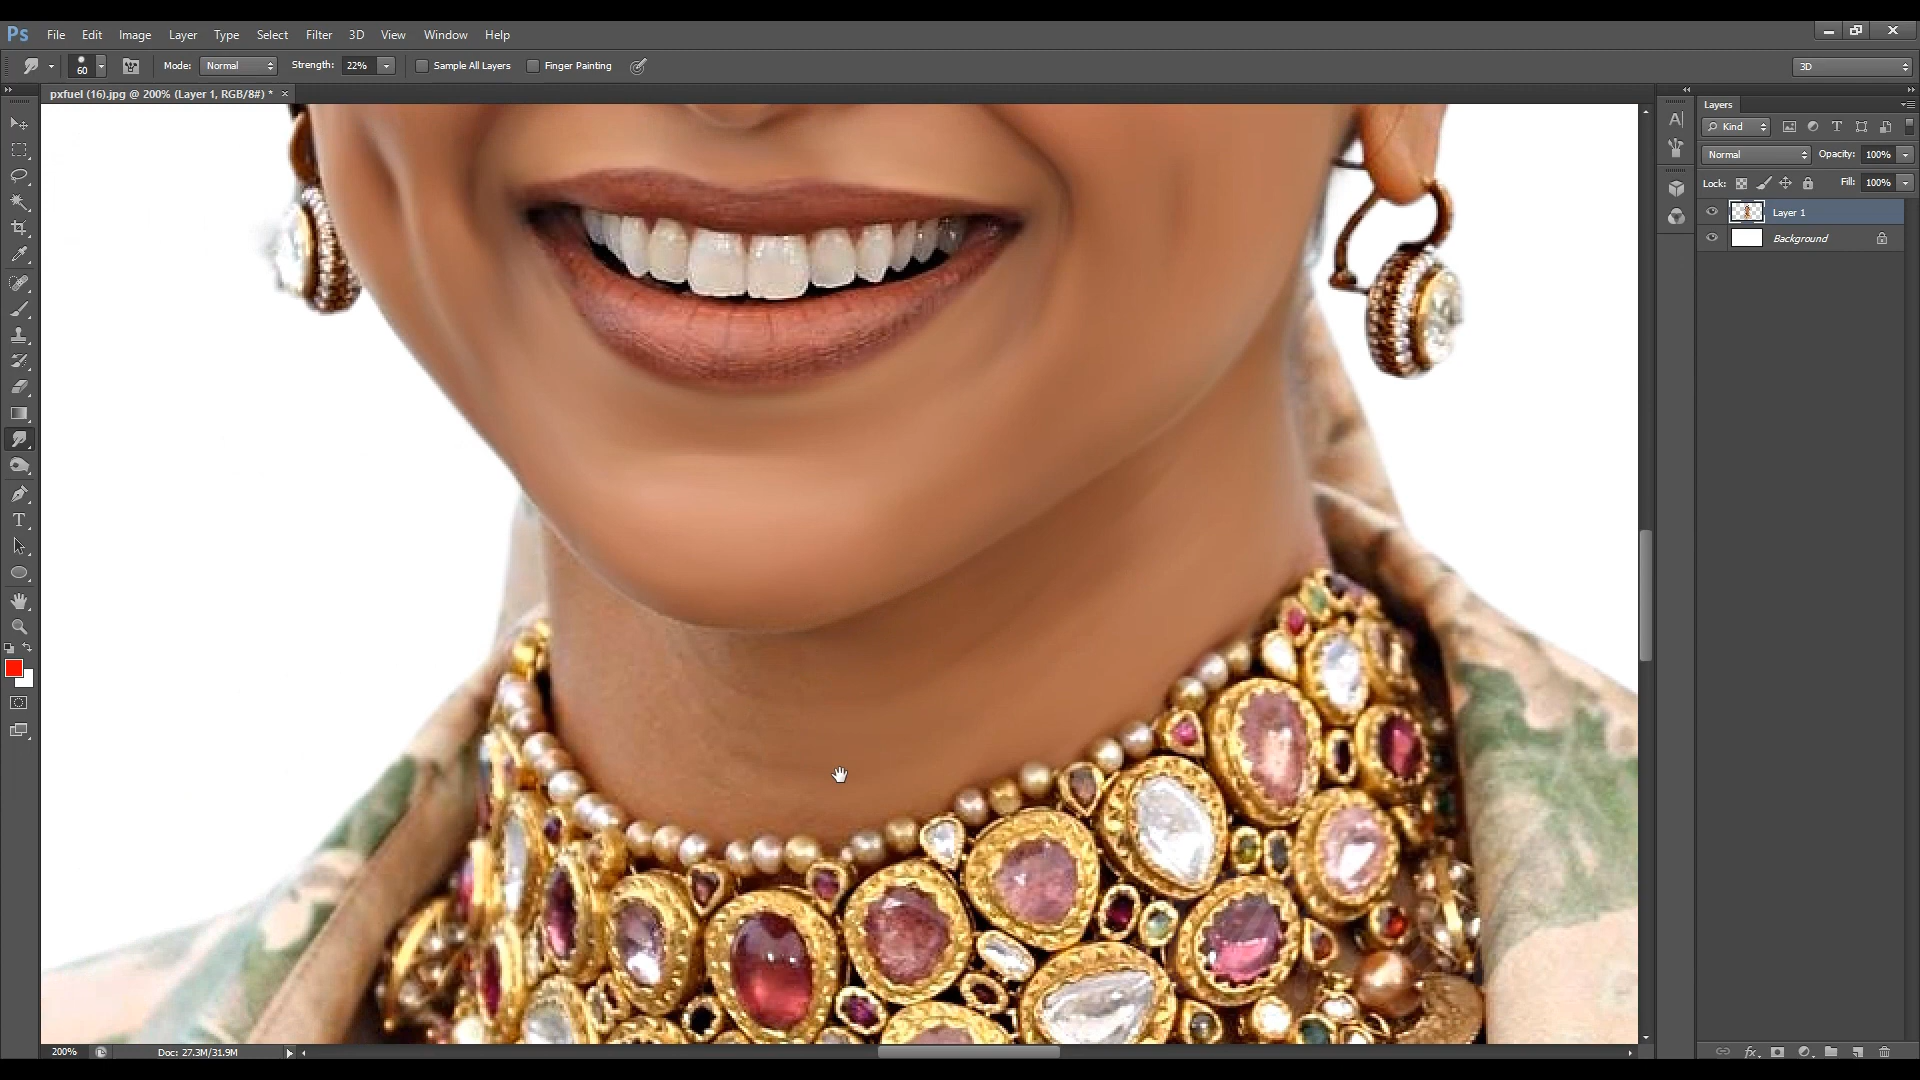 Ps File Edit Image Layer Type Select Filter 3D View Window Help
60 Mode: Normal Strength: 22% Sample All Layers Finger Painting 3D
pxfuel (16).jpg @ 200% (Layer 1, RGB/8#) * ×
Layers
Kind
Normal Opacity: 100%
Lock: Fill: 100%
Layer 1
Background
200% Doc: 27.3M/31.9M